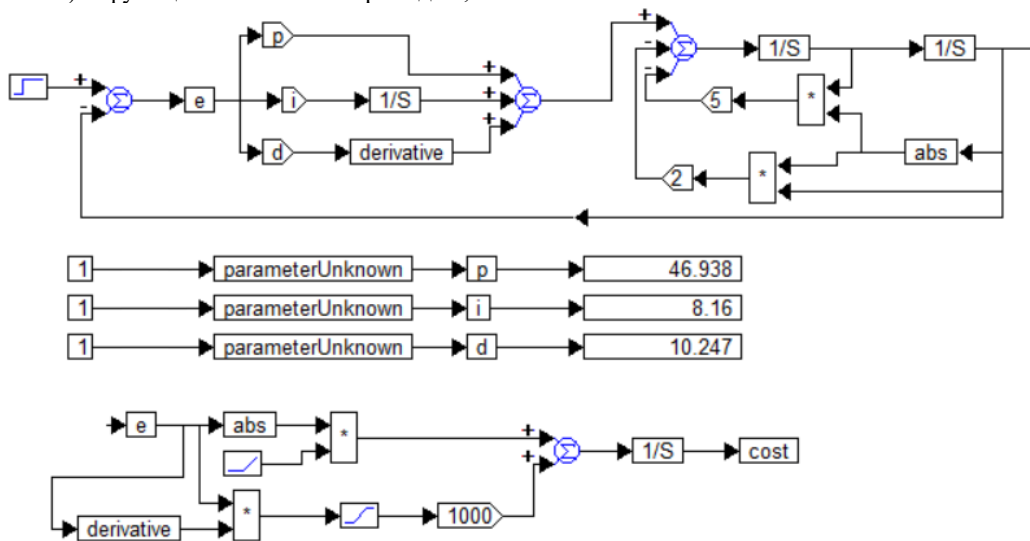 p
+
+
1/S
1/S
+
-
-
+
-
Σ
e
i
1/S
+
+
+
Σ
Σ
5
*
d
derivative
abs
2
*
1
parameterUnknown
p
46.938
1
parameterUnknown
i
8.16
1
parameterUnknown
d
10.247
e
abs
*
+
+
Σ
1/S
cost
derivative
*
1000